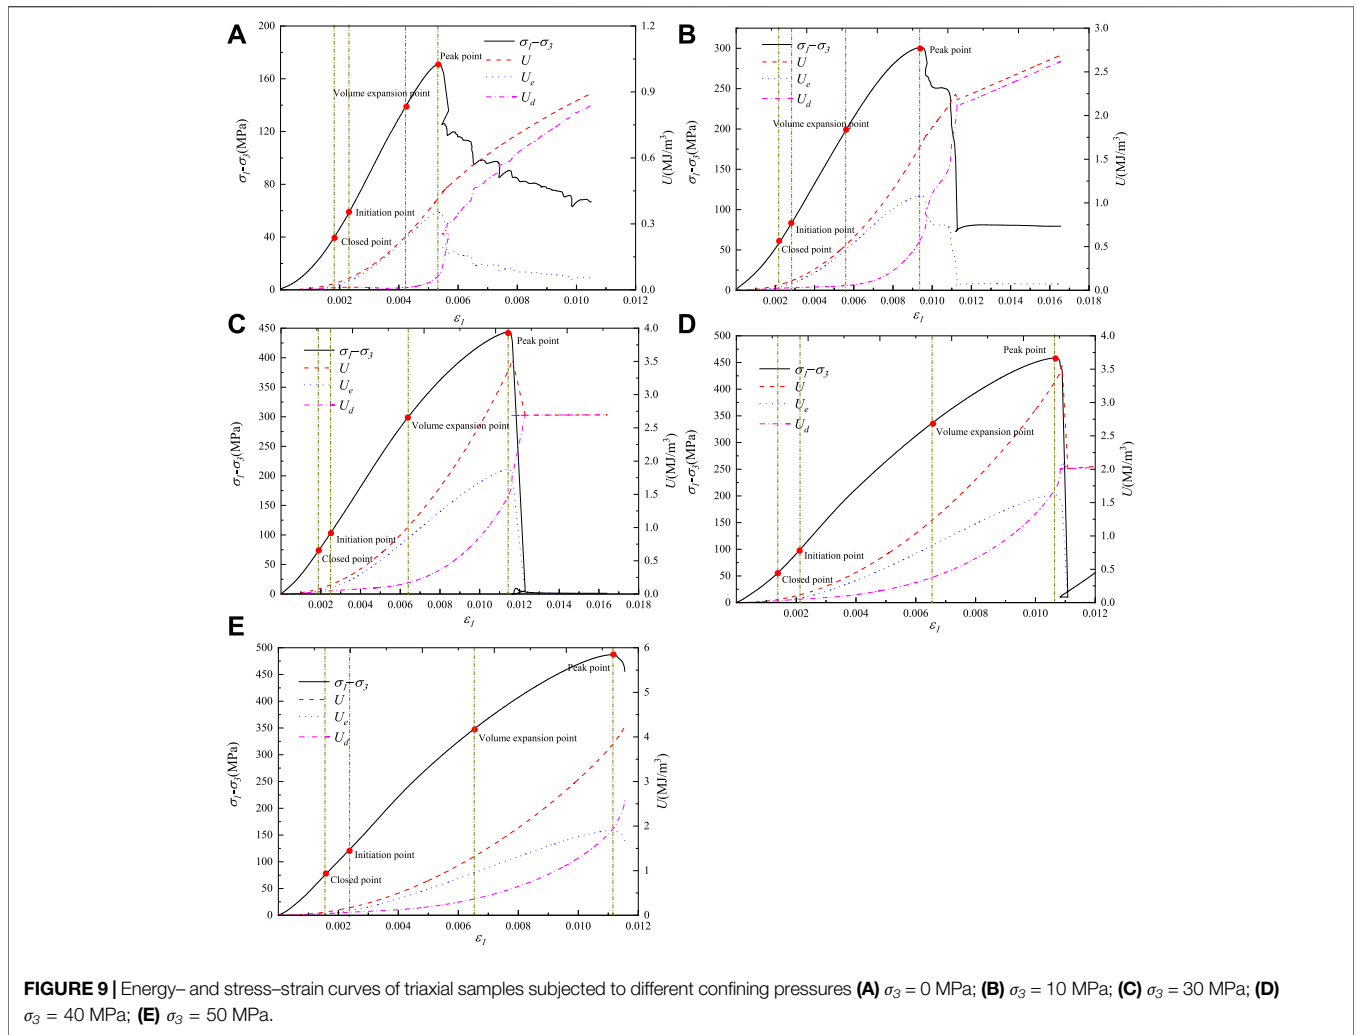 A
200
160
120
80
40
0
σ1-σ3(MPa)
0.002
0.004
0.006
0.008
0.010
0.012
ε1
1.2
1.0
0.8
0.6
0.4
0.2
0.0
U(MJ/m3)
σ1–σ3
U
Ue
Ud
Peak point
Volume expansion point
Initiation point
Closed point
B
300
250
200
150
100
50
0
σ1-σ3(MPa)
0.002
0.004
0.006
0.008
0.010
0.012
0.014
0.016
0.018
ε1
3.0
2.5
2.0
1.5
1.0
0.5
0.0
U(MJ/m3)
σ1–σ3
U
Ue
Ud
Peak point
Volume expansion point
Initiation point
Closed point
C
450
400
350
300
250
200
150
100
50
0
σ1-σ3(MPa)
0.002
0.004
0.006
0.008
0.010
0.012
0.014
0.016
0.018
ε1
4.0
3.5
3.0
2.5
2.0
1.5
1.0
0.5
0.0
U(MJ/m3)
σ1–σ3
U
Ue
Ud
Peak point
Volume expansion point
Initiation point
Closed point
D
500
450
400
350
300
250
200
150
100
50
0
σ1-σ3(MPa)
0.002
0.004
0.006
0.008
0.010
0.012
ε1
4.0
3.5
3.0
2.5
2.0
1.5
1.0
0.5
0.0
U(MJ/m3)
σ1–σ3
U
Ue
Ud
Peak point
Volume expansion point
Initiation point
Closed point
E
500
450
400
350
300
250
200
150
100
50
0
σ1-σ3(MPa)
0.002
0.004
0.006
0.008
0.010
0.012
ε1
6
5
4
3
2
1
0
U(MJ/m3)
σ1–σ3
U
Ue
Ud
Peak point
Volume expansion point
Initiation point
Closed point
FIGURE 9 | Energy– and stress–strain curves of triaxial samples subjected to different confining pressures (A) σ3 = 0 MPa; (B) σ3 = 10 MPa; (C) σ3 = 30 MPa; (D)
σ3 = 40 MPa; (E) σ3 = 50 MPa.